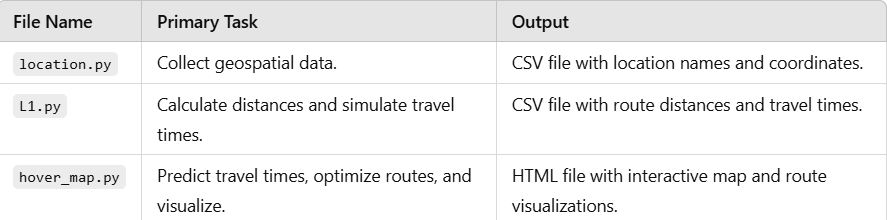 File Name Primary Task Output
location.py Collect geospatial data. CSV file with location names and coordinates.
L1.py Calculate distances and simulate travel CSV file with route distances and travel times.
times.
hover_map.py Predict travel times, optimize routes, and HTML file with interactive map and route
visualize. visualizations.